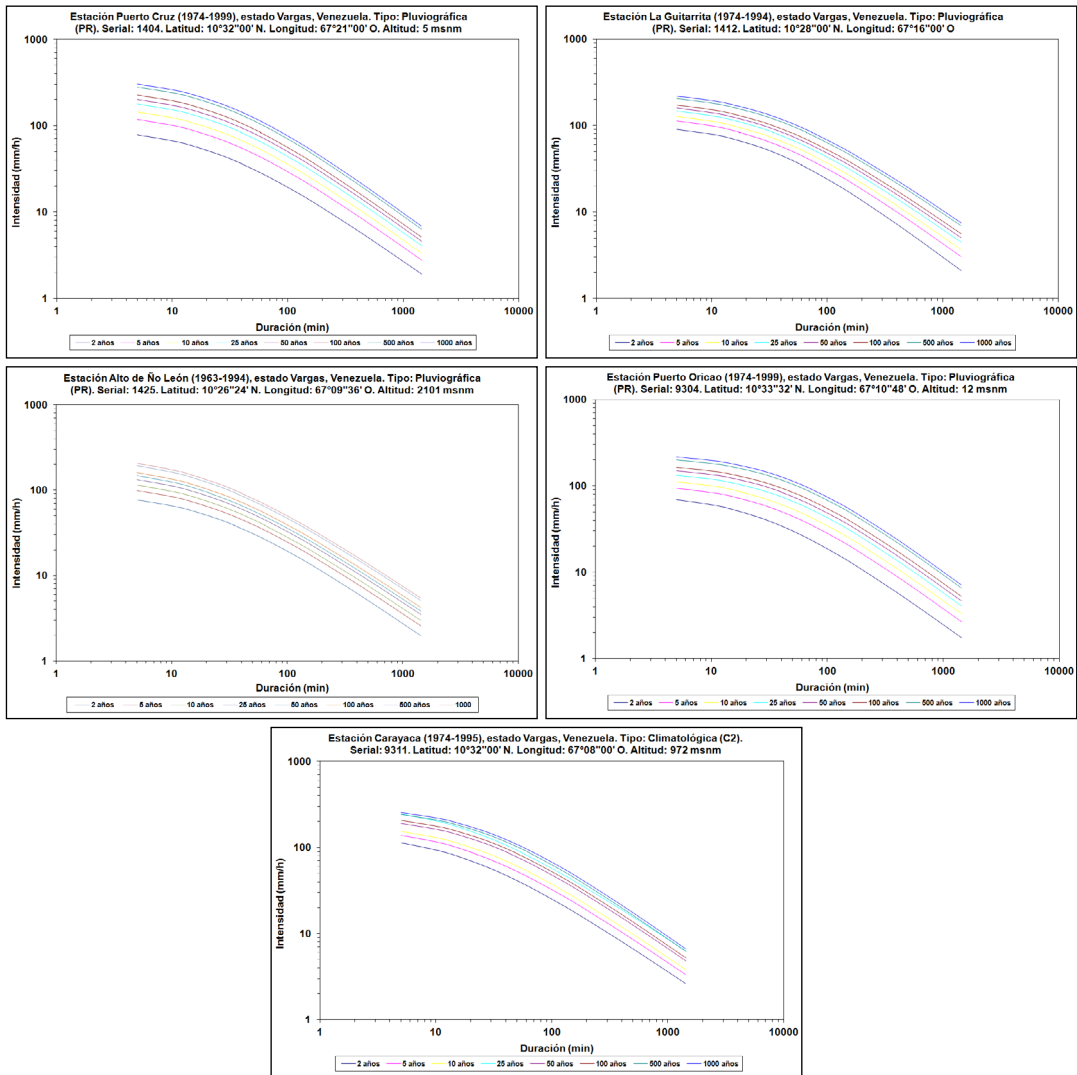 Estación Puerto Cruz (1974-1999), estado Vargas, Venezuela. Tipo: Pluviográfica
(PR). Serial: 1404. Latitud: 10°32"00' N. Longitud: 67°21"00' O. Altitud: 5 msnm
1000
100
10
1
Intensidad (mm/h)
1 10 100 1000 10000
Duración (min)
2 años 5 años 10 años 25 años 50 años 100 años 500 años 1000 años
Estación La Guitarrita (1974-1994), estado Vargas, Venezuela. Tipo: Pluviográfica
(PR). Serial: 1412. Latitud: 10°28"00' N. Longitud: 67°16"00' O
1000
100
10
1
Intensidad (mm/h)
1 10 100 1000 10000
Duración (min)
2 años 5 años 10 años 25 años 50 años 100 años 500 años 1000 años
Estación Alto de Ño León (1963-1994), estado Vargas, Venezuela. Tipo: Pluviográfica
(PR). Serial: 1425. Latitud: 10°26"24' N. Longitud: 67°09"36' O. Altitud: 2101 msnm
1000
100
10
1
Intensidad (mm/h)
1 10 100 1000 10000
Duración (min)
2 años 5 años 10 años 25 años 50 años 100 años 500 años 1000
Estación Puerto Oricao (1974-1999), estado Vargas, Venezuela. Tipo: Pluviográfica
(PR). Serial: 9304. Latitud: 10°33"32' N. Longitud: 67°10"48' O. Altitud: 12 msnm
1000
100
10
1
Intensidad (mm/h)
1 10 100 1000 10000
Duración (min)
2 años 5 años 10 años 25 años 50 años 100 años 500 años 1000 años
Estación Carayaca (1974-1995), estado Vargas, Venezuela. Tipo: Climatológica (C2).
Serial: 9311. Latitud: 10°32"00' N. Longitud: 67°08"00' O. Altitud: 972 msnm
1000
100
10
1
Intensidad (mm/h)
1 10 100 1000 10000
Duración (min)
2 años 5 años 10 años 25 años 50 años 100 años 500 años 1000 años